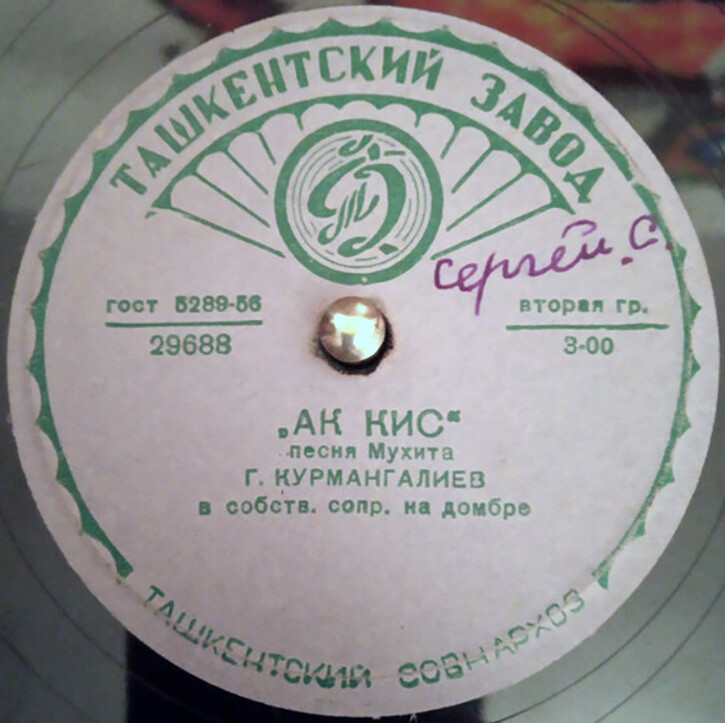 ТАШКЕНТСКИЙ ЗАВОД
Сергей. С.
ГОСТ 5289-56
29688
вторая гр.
3-00
„АК КИС“
песня Мухита
Г. КУРМАНГАЛИЕВ
в собств. сопр. на домбре
ТАШКЕНТСКИЙ СОВНАРХОЗ